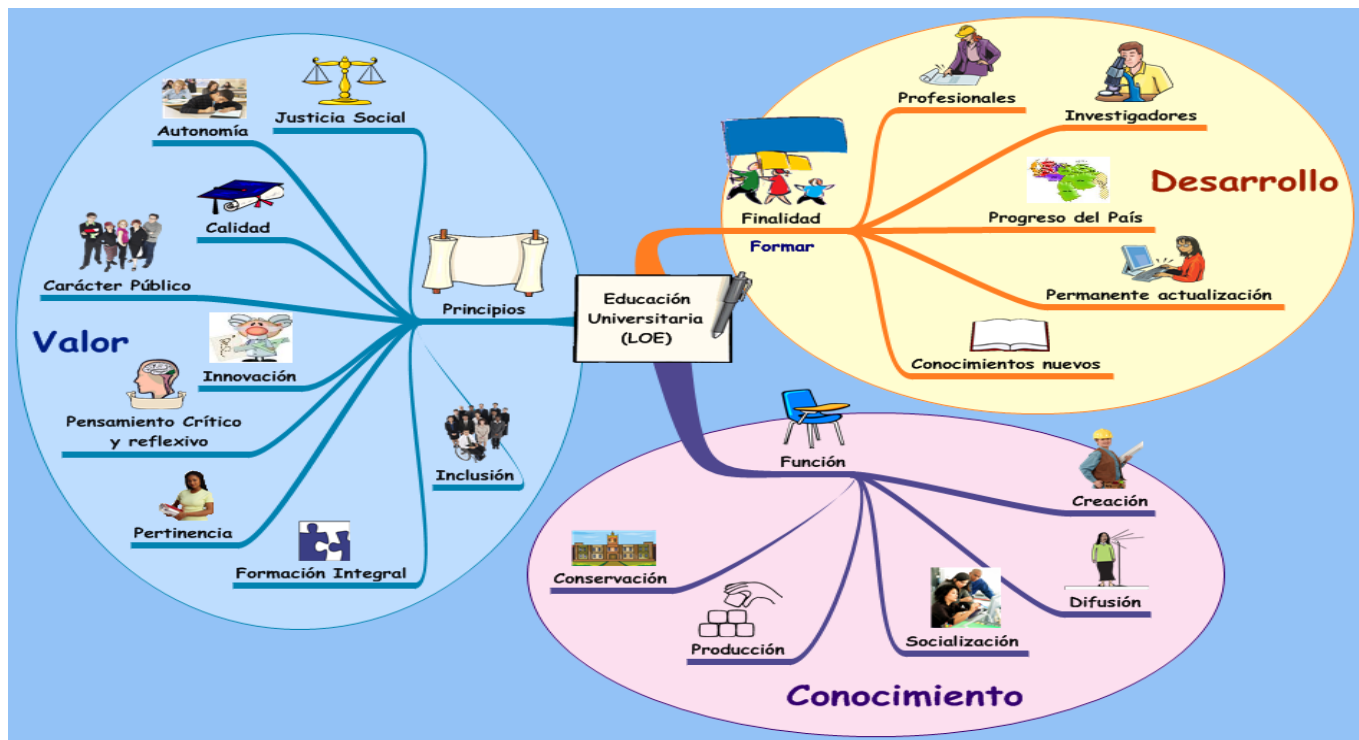 Educación
Universitaria
(LOE)
Principios
Justicia Social
Autonomía
Calidad
Carácter Público
Innovación
Pensamiento Crítico
y reflexivo
Pertinencia
Formación Integral
Inclusión
Valor
Finalidad
Formar
Profesionales
Investigadores
Progreso del País
Permanente actualización
Conocimientos nuevos
Desarrollo
Función
Creación
Difusión
Socialización
Producción
Conservación
Conocimiento